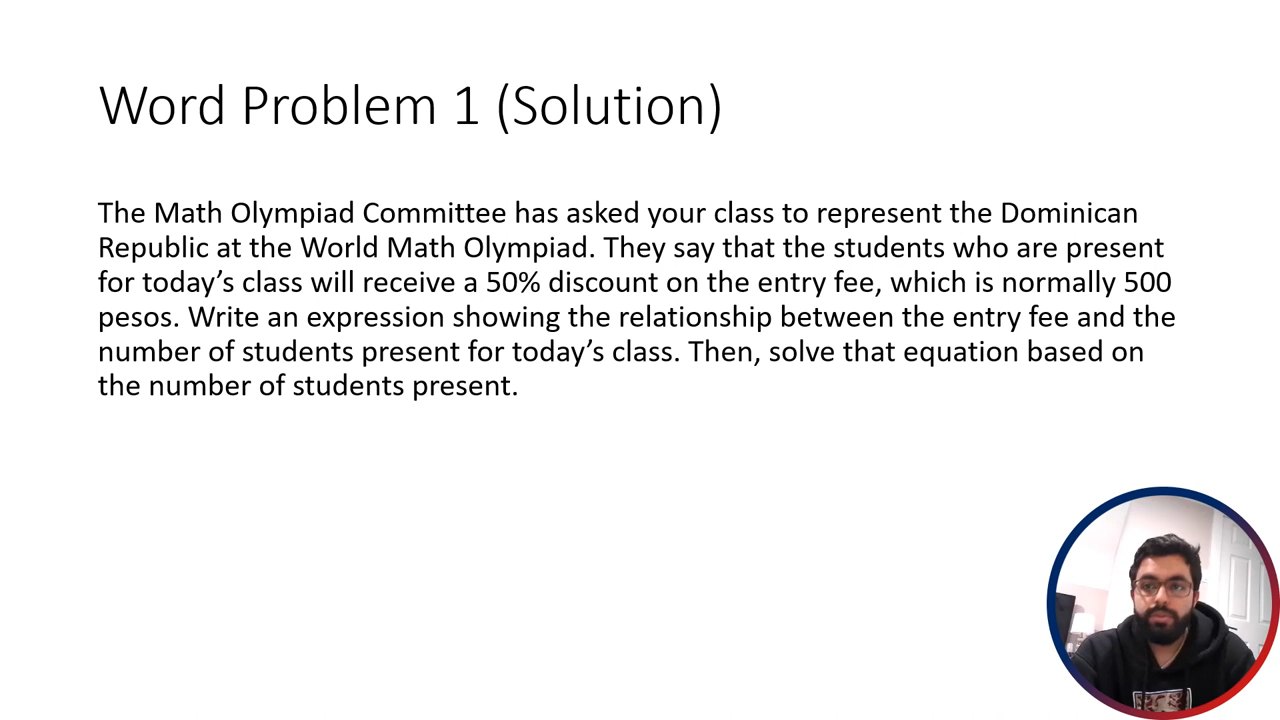 Word Problem 1 (Solution)
The Math Olympiad Committee has asked your class to represent the Dominican
Republic at the World Math Olympiad. They say that the students who are present
for today’s class will receive a 50% discount on the entry fee, which is normally 500
pesos. Write an expression showing the relationship between the entry fee and the
number of students present for today’s class. Then, solve that equation based on
the number of students present.